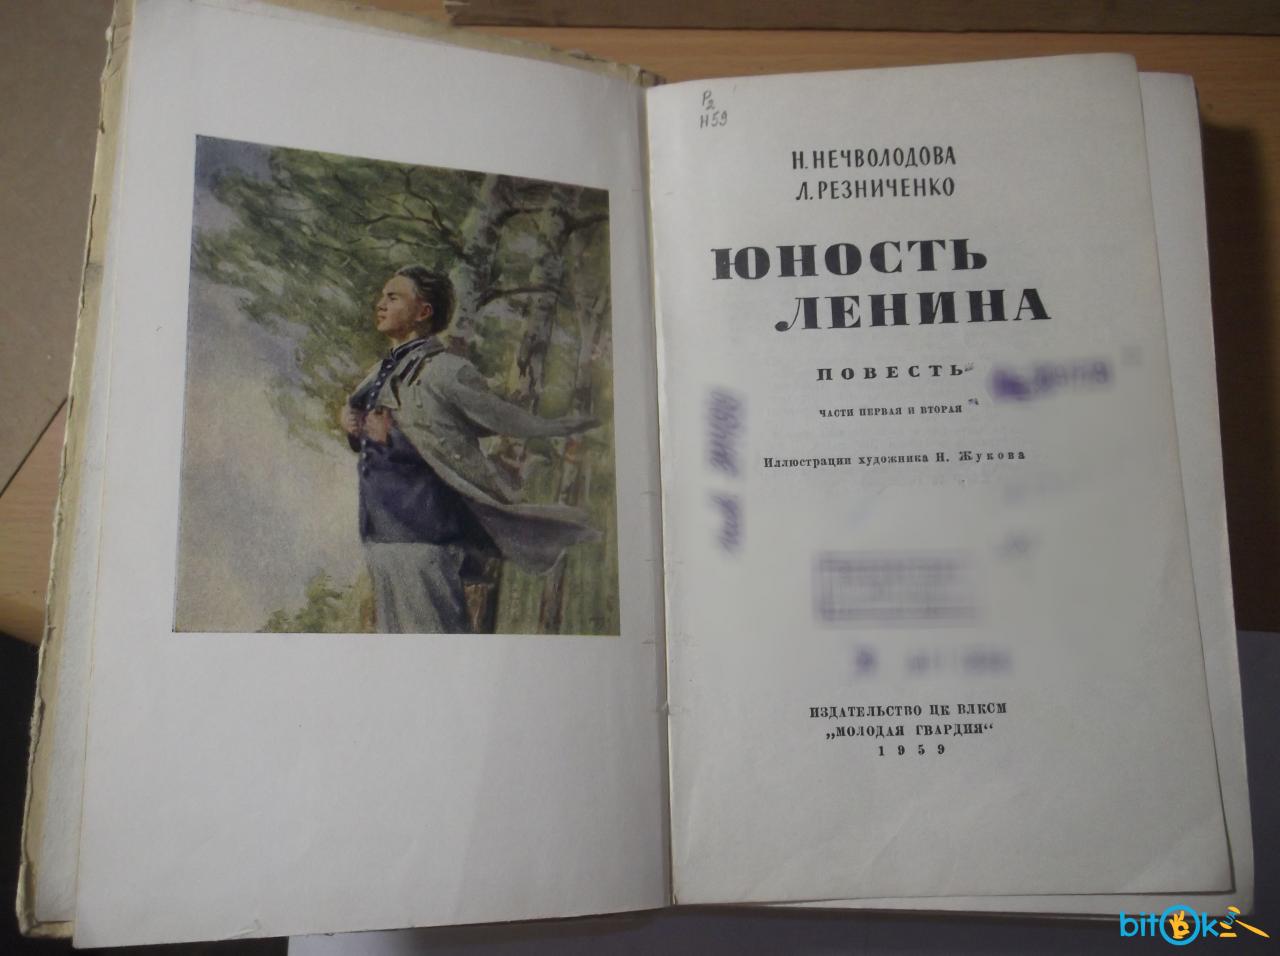 Р2
Н59
Н. НЕЧВОЛОДОВА
Л. РЕЗНИЧЕНКО
ЮНОСТЬ
ЛЕНИНА
ПОВЕСТЬ
ЧАСТИ ПЕРВАЯ И ВТОРАЯ
Иллюстрации художника Н. Жукова
ИЗДАТЕЛЬСТВО ЦК ВЛКСМ
„МОЛОДАЯ ГВАРДИЯ“
1959
bitOk